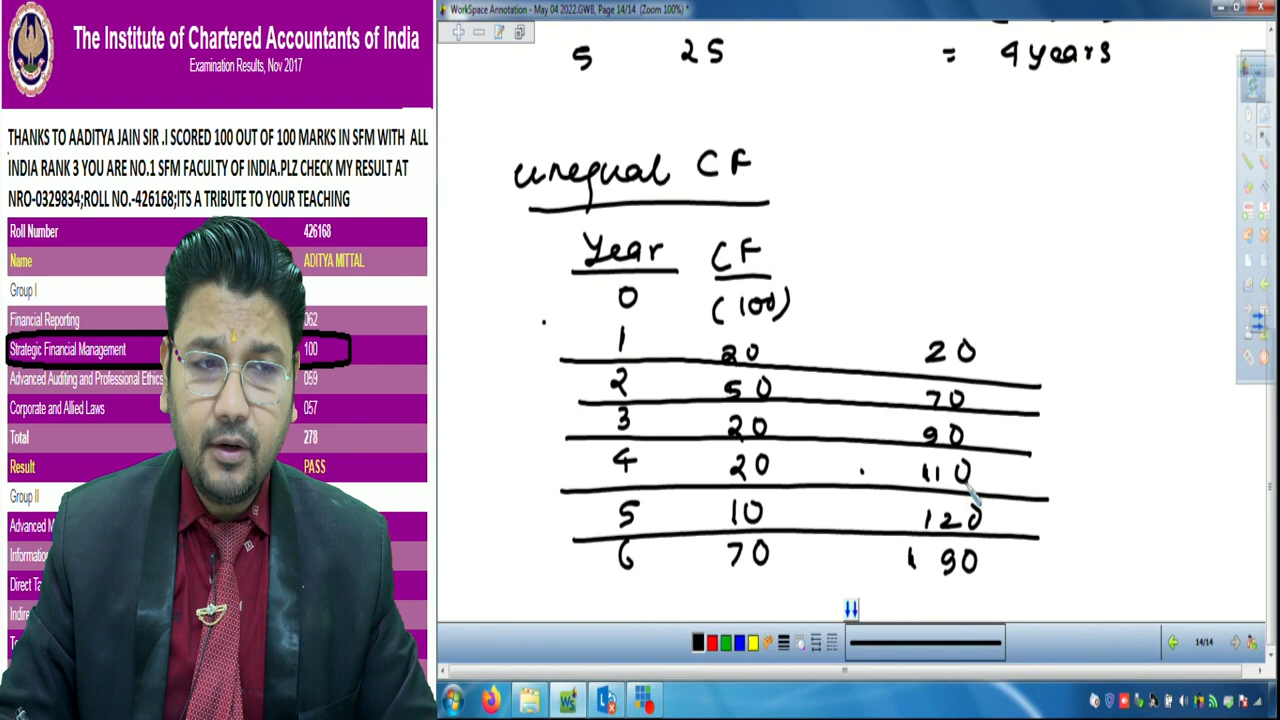 The Institute of Chartered Accountants of India
Examination Results, Nov 2017
THANKS TO AADITYA JAIN SIR .I SCORED 100 OUT OF 100 MARKS IN SFM WITH ALL
INDIA RANK 3 YOU ARE NO.1 SFM FACULTY OF INDIA.PLZ CHECK MY RESULT AT
NRO-0329834;ROLL NO.-426168;ITS A TRIBUTE TO YOUR TEACHING
Roll Number 426168
Name ADITYA MITTAL
Group I
Financial Reporting 062
Strategic Financial Management 100
Advanced Auditing and Professional Ethics 059
Corporate and Allied Laws 057
Total 278
Result PASS
Group II
Advanced M
Information
Direct Ta
Indire
To
WorkSpace Annotation - May 04 2022.GWB, Page 14/14 (Zoom 100%) *
5 25 = 4 years
unequal CF
Year CF
0 (100)
1 20 20
2 50 70
3 20 90
4 20 110
5 10 120
6 70 190
14/14